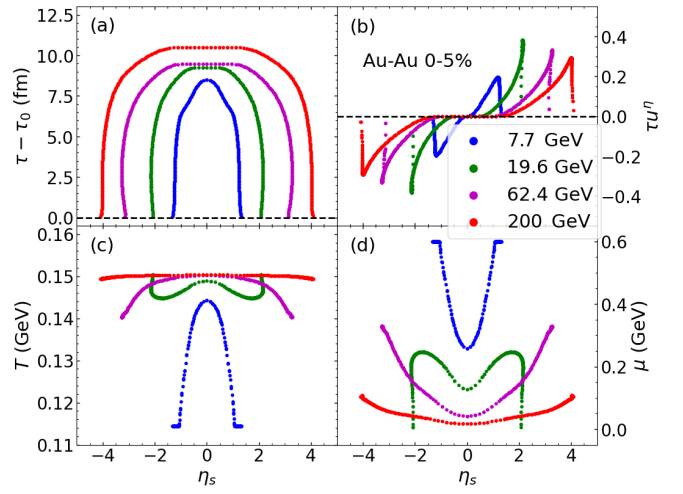 (a)
12.5
10.0
7.5
5.0
2.5
0.0
τ − τ₀ (fm)
(b)
Au-Au 0-5%
0.4
0.2
0.0
−0.2
−0.4
τu^η
7.7 GeV
19.6 GeV
62.4 GeV
200 GeV
(c)
0.16
0.15
0.14
0.13
0.12
0.11
T (GeV)
−4 −2 0 2 4
η_s
(d)
0.6
0.4
0.2
0.0
μ (GeV)
−4 −2 0 2 4
η_s